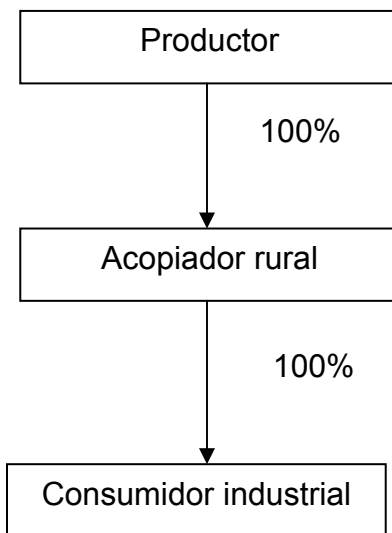 Productor
100%
Acopiador rural
100%
Consumidor industrial